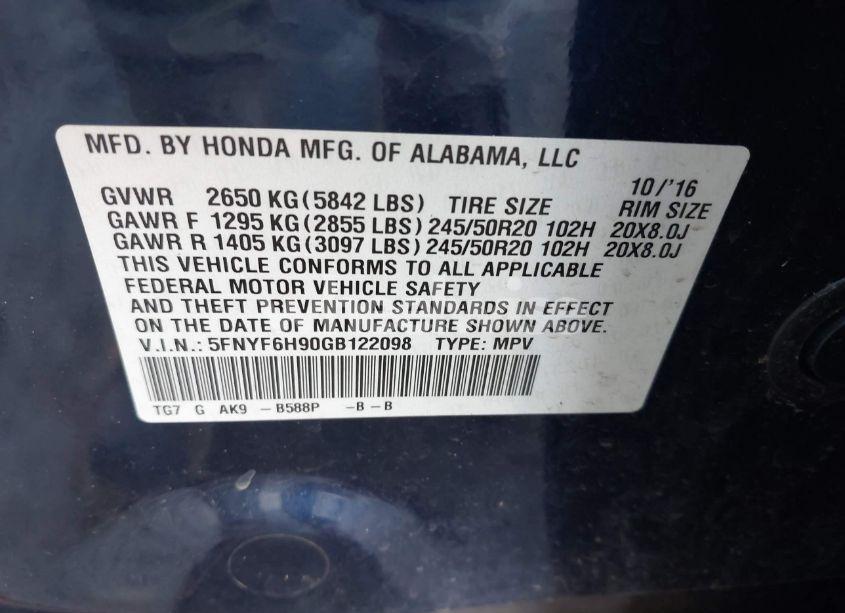 MFD. BY HONDA MFG. OF ALABAMA, LLC
10/'16
GVWR 2650 KG (5842 LBS) TIRE SIZE RIM SIZE
GAWR F 1295 KG (2855 LBS) 245/50R20 102H 20X8.0J
GAWR R 1405 KG (3097 LBS) 245/50R20 102H 20X8.0J
THIS VEHICLE CONFORMS TO ALL APPLICABLE
FEDERAL MOTOR VEHICLE SAFETY
AND THEFT PREVENTION STANDARDS IN EFFECT
ON THE DATE OF MANUFACTURE SHOWN ABOVE.
V.I.N.: 5FNYF6H90GB122098 TYPE: MPV
TG7 G AK9 – B588P –B – B